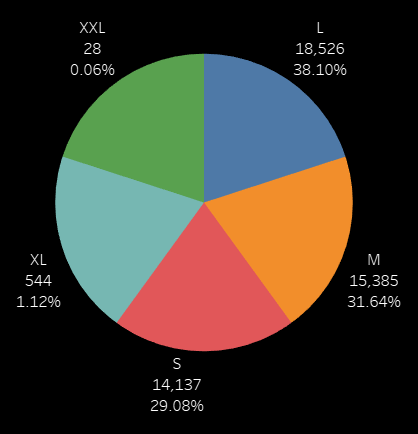 XXL
28
0.06%
L
18,526
38.10%
XL
544
1.12%
M
15,385
31.64%
S
14,137
29.08%